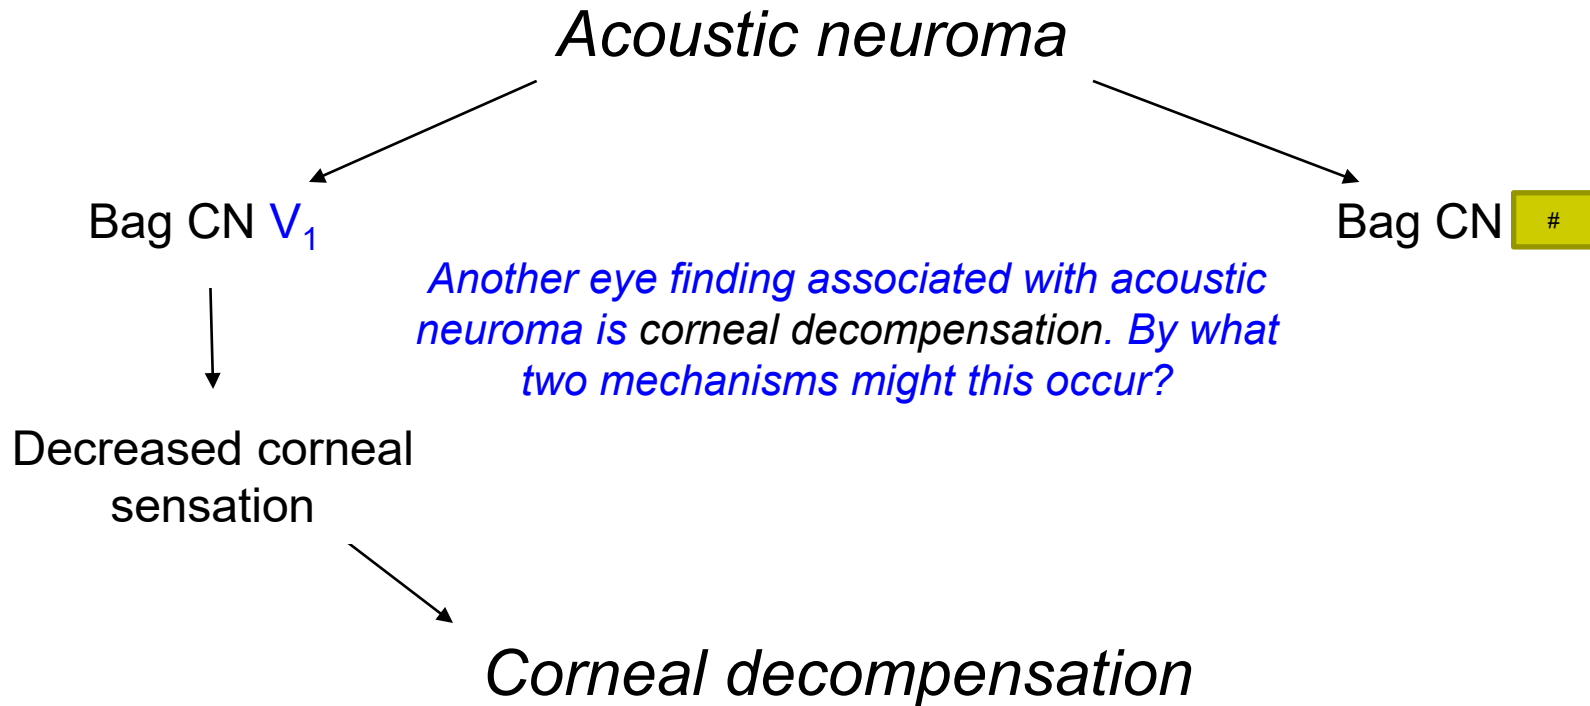 Acoustic neuroma
Bag CN V₁
Bag CN #
Another eye finding associated with acoustic
neuroma is corneal decompensation. By what
two mechanisms might this occur?
Decreased corneal
sensation
Corneal decompensation